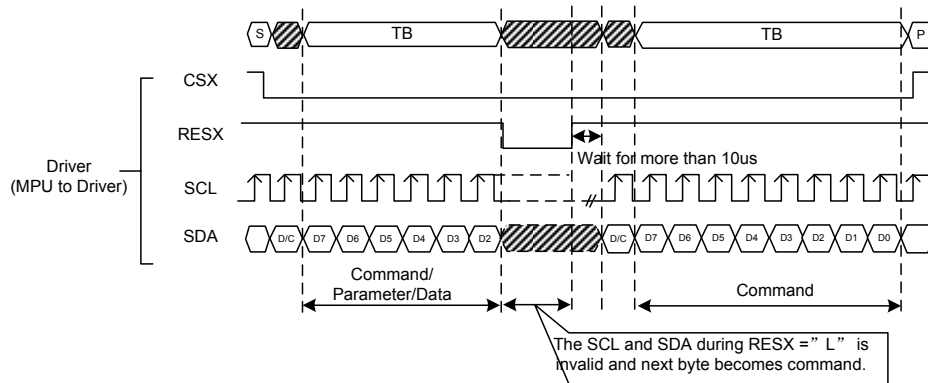 S TB TB P
CSX
RESX
Wait for more than 10us
Driver
(MPU to Driver)
SCL
SDA D/C D7 D6 D5 D4 D3 D2 D/C D7 D6 D5 D4 D3 D2 D1 D0
Command/
Parameter/Data
Command
The SCL and SDA during RESX =”L” is
invalid and next byte becomes command.